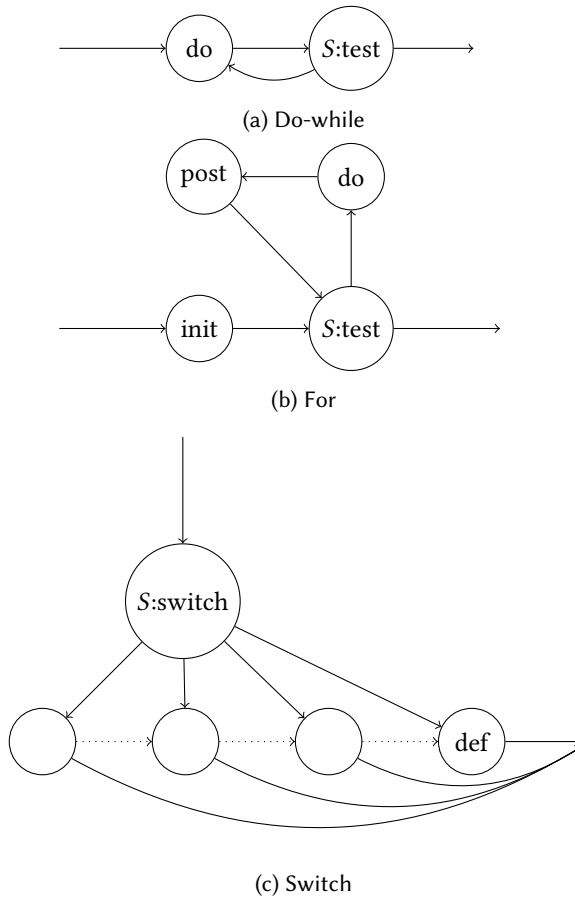 do S:test
(a) Do-while
post do
init S:test
(b) For
S:switch
def
(c) Switch